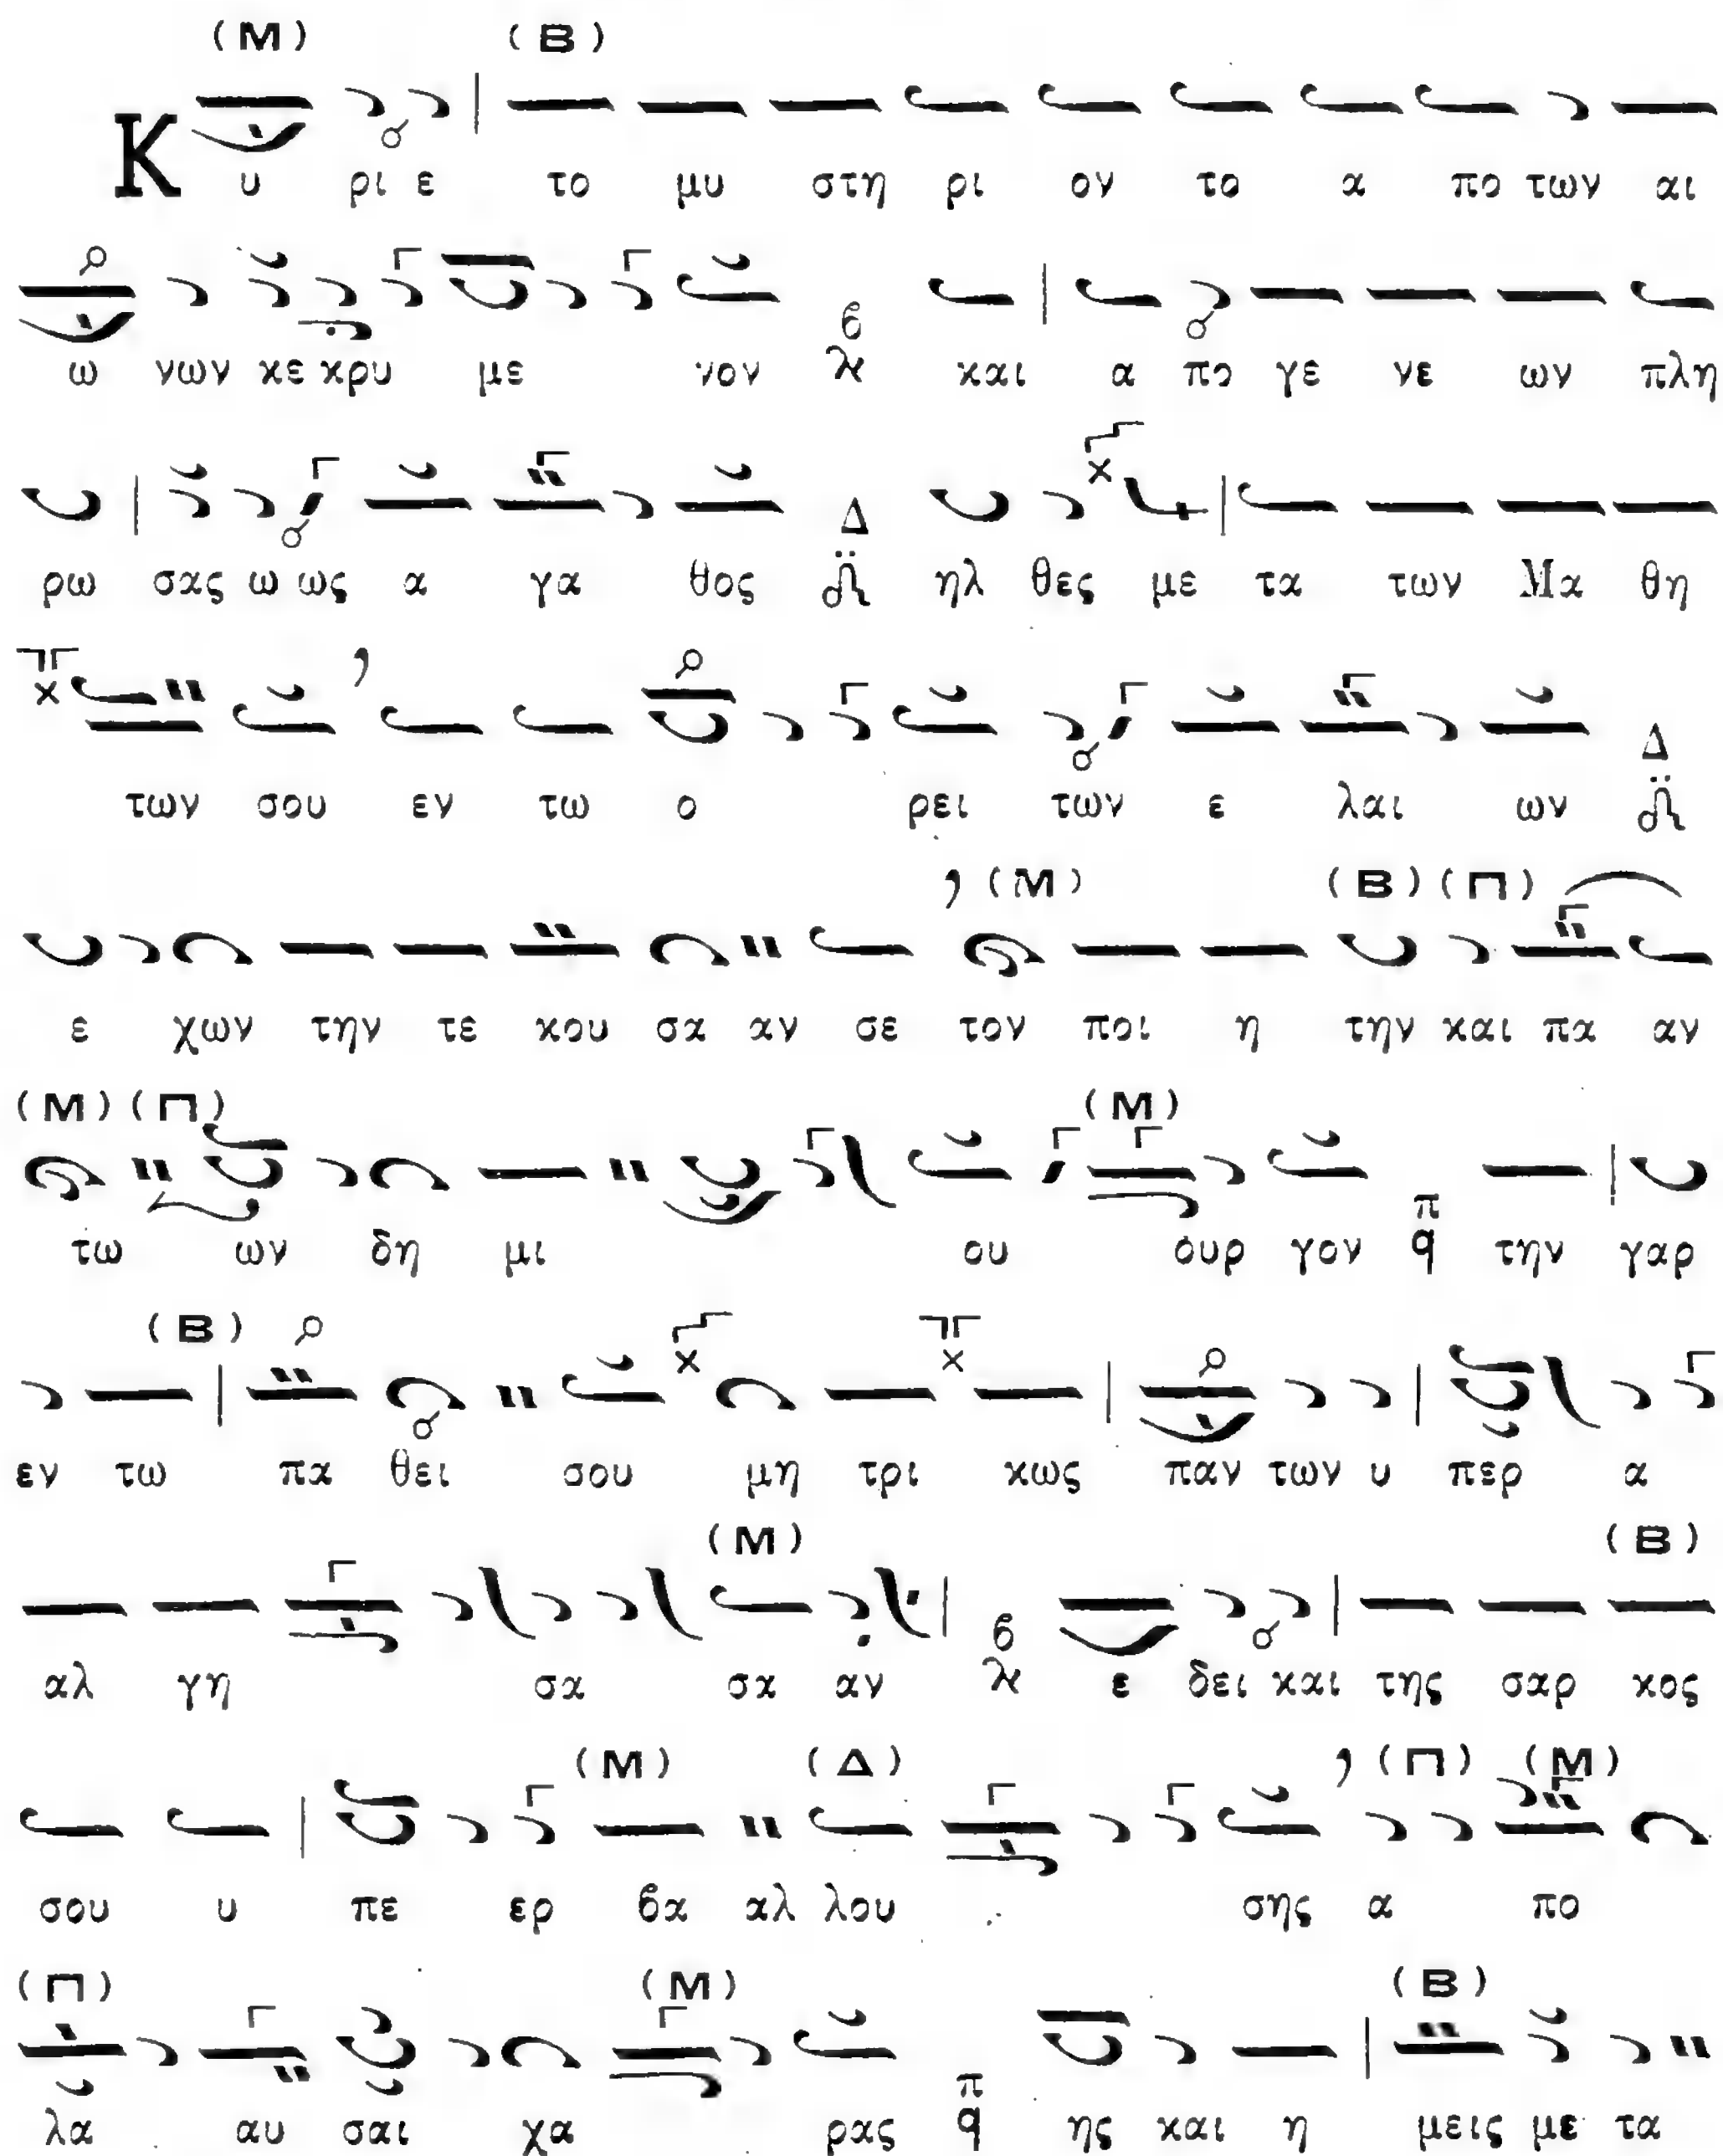 (Μ) (Β)
Κ υ ρι ε το μυ στη ρι ον το α πο των αι
ω νων κε κρυ με νον και α πο γε νε ων πλη
ρω σας ω ως α γα θος Δ ηλ θες με τα των Μα θη
των σου εν τω ο ρει των ε λαι ων Δ
(Μ) (Β) (Π)
ε χων την τε κου σα αν σε τον ποι η την και πα αν
(Μ) (Π) (Μ)
τω ων δη μι ου ουρ γον π q την γαρ
(Β)
εν τω πα θει σου μη τρι κως παν των υ περ α
(Μ) (Β)
αλ γη σα σα αν ϐ ε δει και της σαρ κος
(Μ) (Δ) (Π) (Μ)
σου υ πε ερ ϐα αλ λου σης α πο
(Π) (Μ) (Β)
λα αυ σαι χα ρας π q ης και η μεις με τα